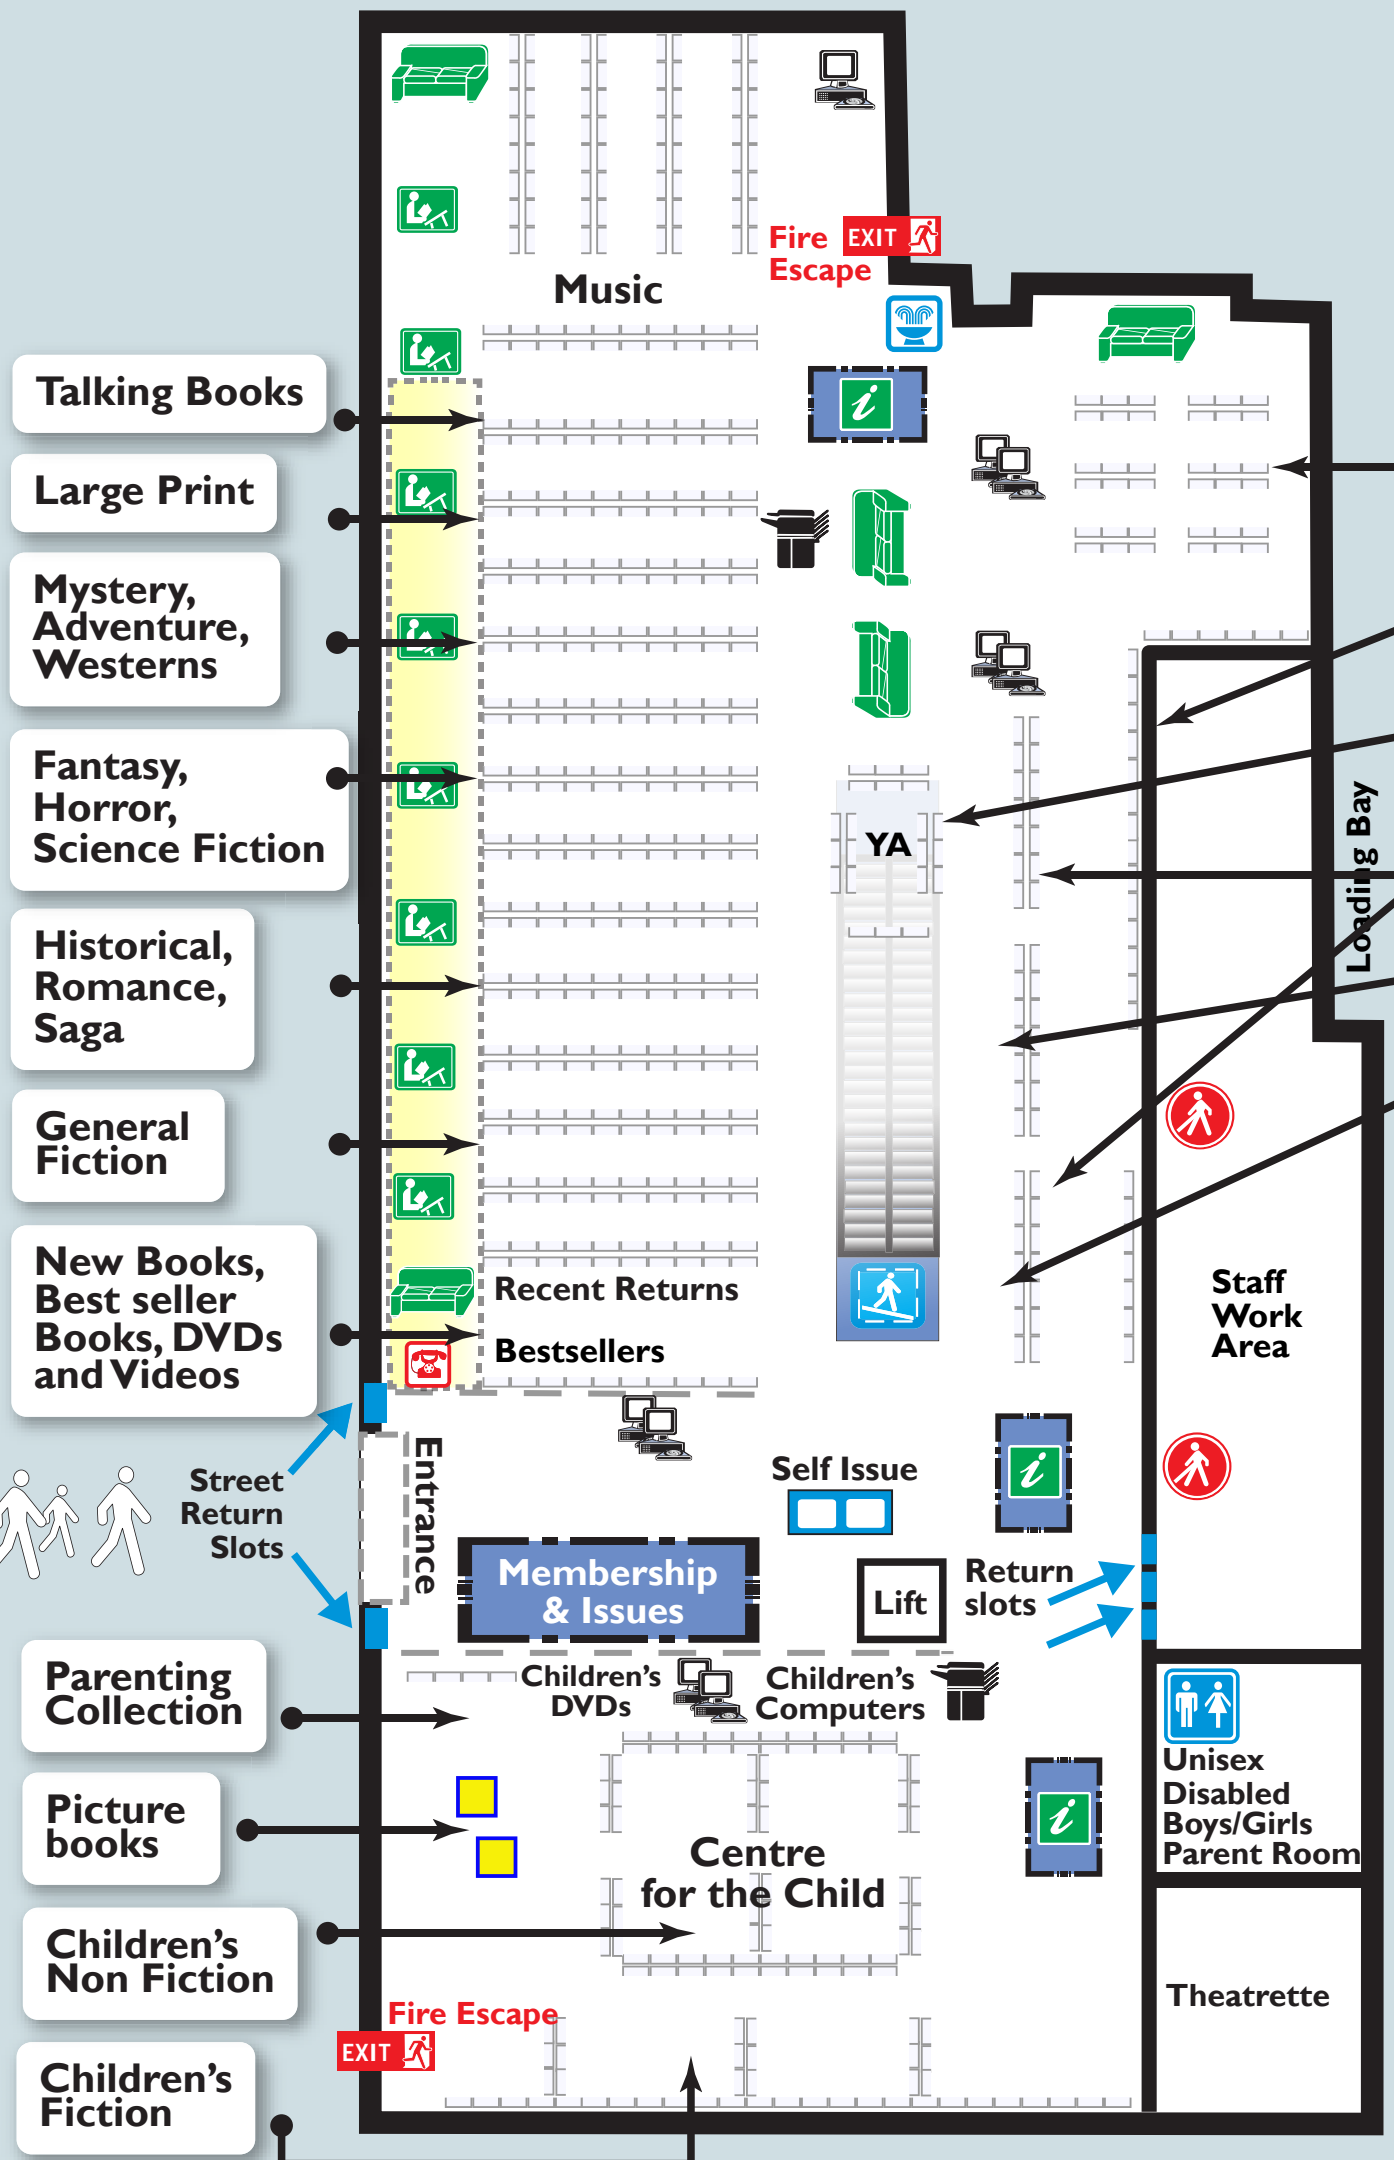 Fire
Escape
EXIT
Music
Talking Books
Large Print
Mystery,
Adventure,
Westerns
Fantasy,
Horror,
Science Fiction
YA
Loading Bay
Historical,
Romance,
Saga
General
Fiction
New Books,
Best seller
Books, DVDs
and Videos
Recent Returns
Bestsellers
Staff
Work
Area
Street
Return
Slots
Entrance
Self Issue
Membership
& Issues
Lift
Return
slots
i
i
i
Parenting
Collection
Children's
DVDs
Children's
Computers
Unisex
Disabled
Boys/Girls
Parent Room
Picture
books
Centre
for the Child
Children's
Non Fiction
Theatrette
Fire Escape
EXIT
Children's
Fiction